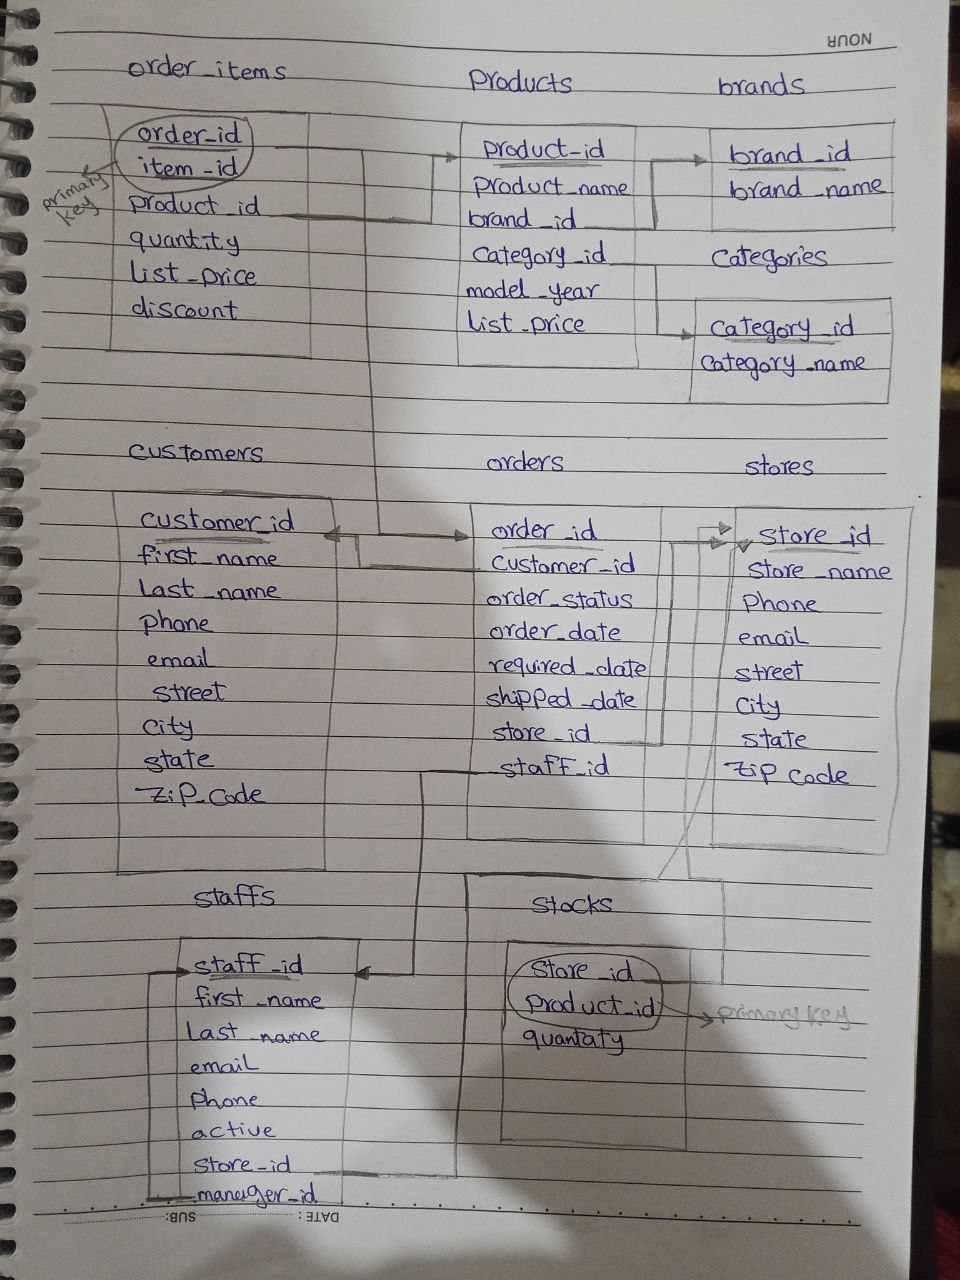 NOUR
order_items
order_id
item_id
primary key
product_id
quantity
list_price
discount
Products
product_id
product_name
brand_id
category_id
model_year
list_price
brands
brand_id
brand_name
categories
category_id
category_name
customers
customer_id
first_name
last_name
phone
email
street
city
state
zip_code
orders
order_id
customer_id
order_status
order_date
required_date
shipped_date
store_id
staff_id
stores
store_id
store_name
phone
email
street
city
state
zip code
staffs
staff_id
first_name
last_name
email
phone
active
store_id
manager_id
stocks
store_id
product_id
primary key
quantaty
SUB:
DATE: